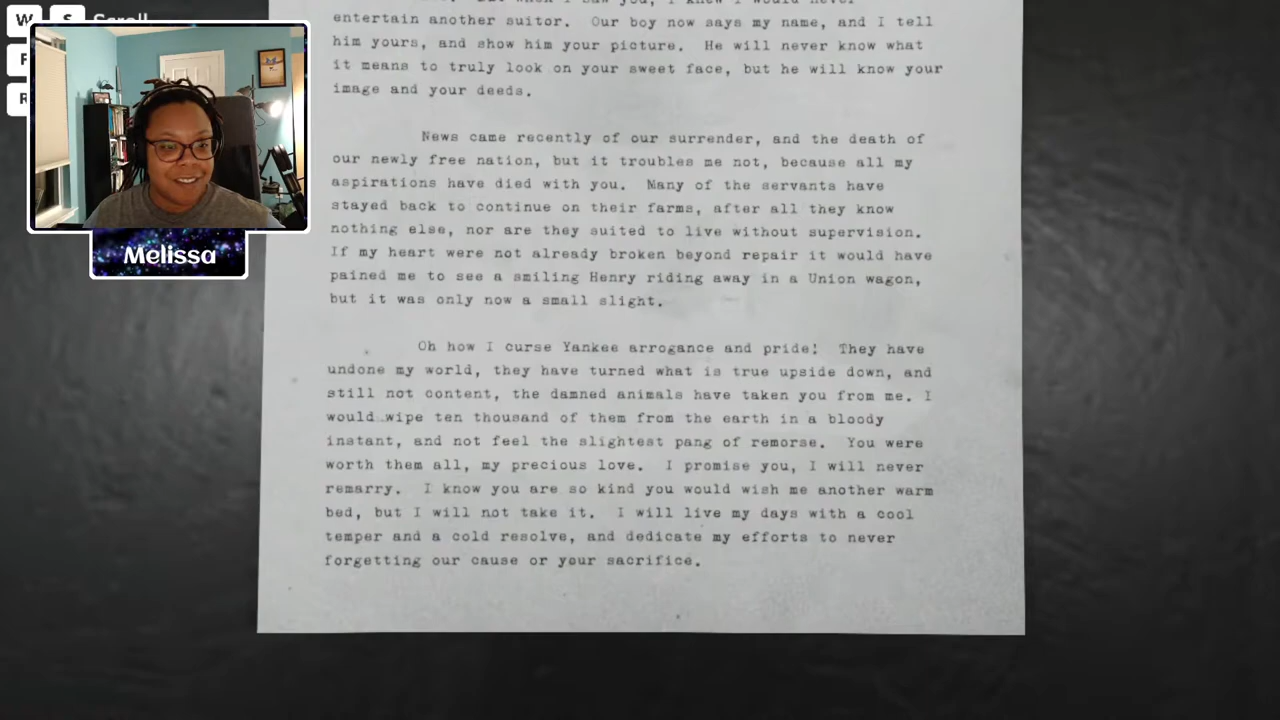 W S Scroll
F
R
Melissa
But when I saw you, I knew I would never
entertain another suitor. Our boy now says my name, and I tell
him yours, and show him your picture. He will never know what
it means to truly look on your sweet face, but he will know your
image and your deeds.
News came recently of our surrender, and the death of
our newly free nation, but it troubles me not, because all my
aspirations have died with you. Many of the servants have
stayed back to continue on their farms, after all they know
nothing else, nor are they suited to live without supervision.
If my heart were not already broken beyond repair it would have
pained me to see a smiling Henry riding away in a Union wagon,
but it was only now a small slight.
Oh how I curse Yankee arrogance and pride! They have
undone my world, they have turned what is true upside down, and
still not content, the damned animals have taken you from me. I
would wipe ten thousand of them from the earth in a bloody
instant, and not feel the slightest pang of remorse. You were
worth them all, my precious love. I promise you, I will never
remarry. I know you are so kind you would wish me another warm
bed, but I will not take it. I will live my days with a cool
temper and a cold resolve, and dedicate my efforts to never
forgetting our cause or your sacrifice.